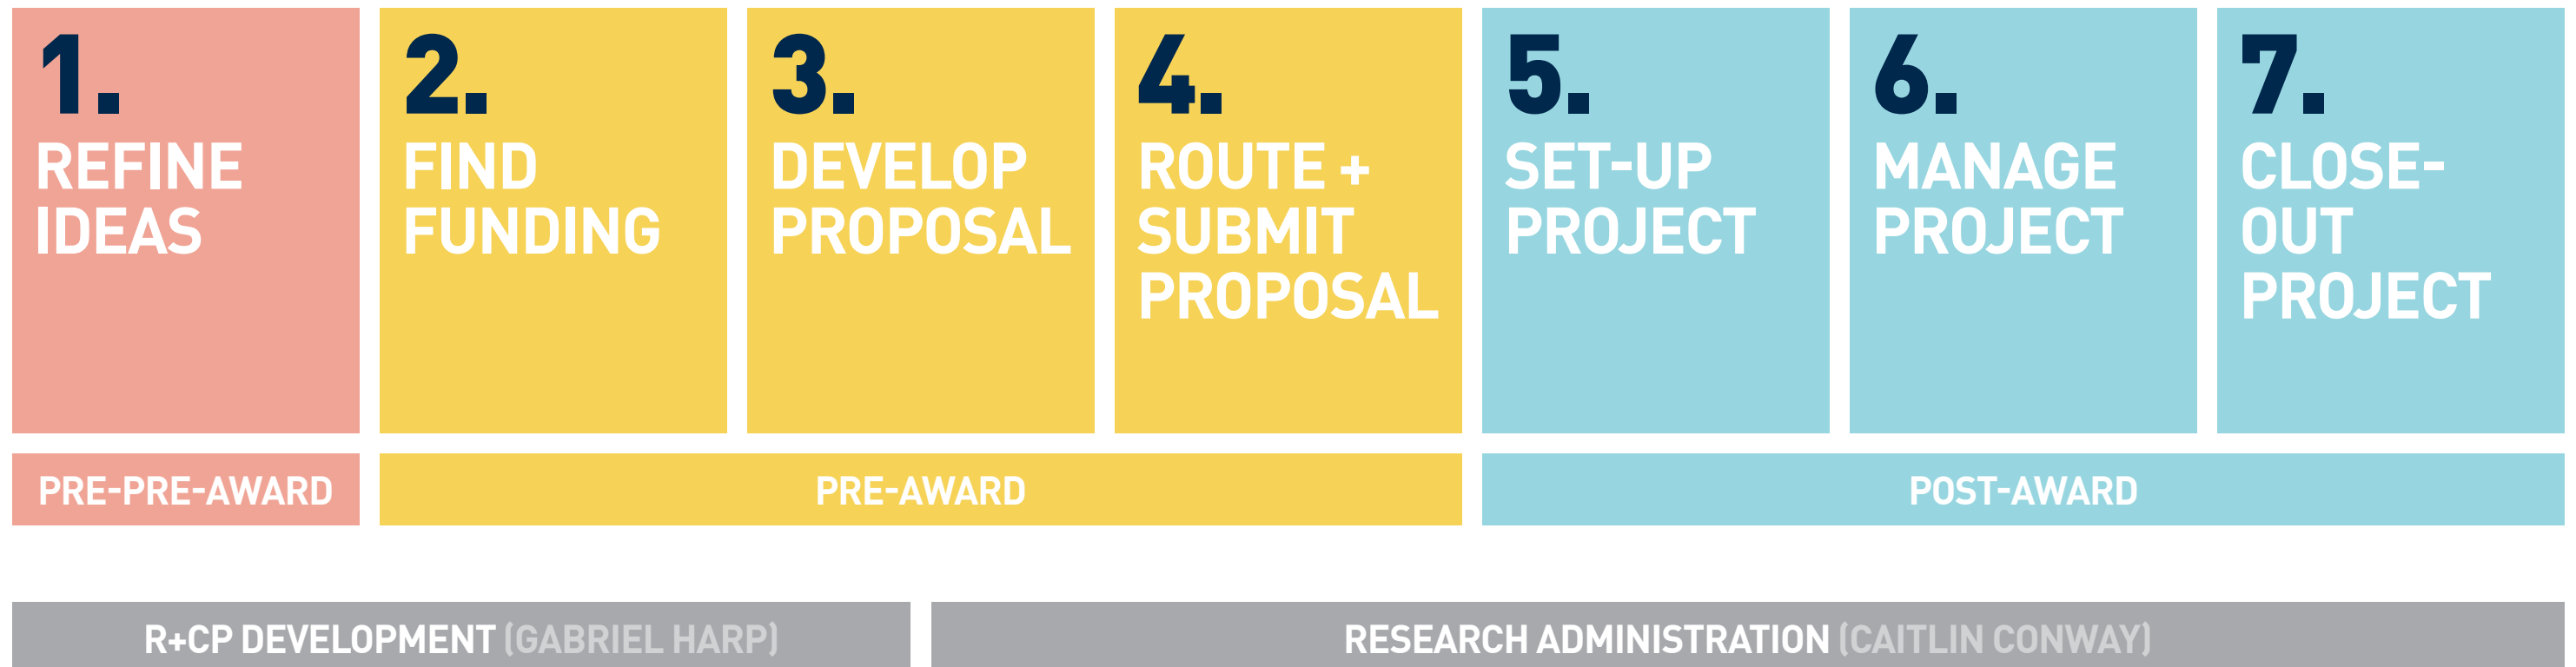 1.
REFINE
IDEAS
2.
FIND
FUNDING
3.
DEVELOP
PROPOSAL
4.
ROUTE +
SUBMIT
PROPOSAL
5.
SET-UP
PROJECT
6.
MANAGE
PROJECT
7.
CLOSE-
OUT
PROJECT
PRE-PRE-AWARD
PRE-AWARD
POST-AWARD
R+CP DEVELOPMENT (GABRIEL HARP)
RESEARCH ADMINISTRATION (CAITLIN CONWAY)